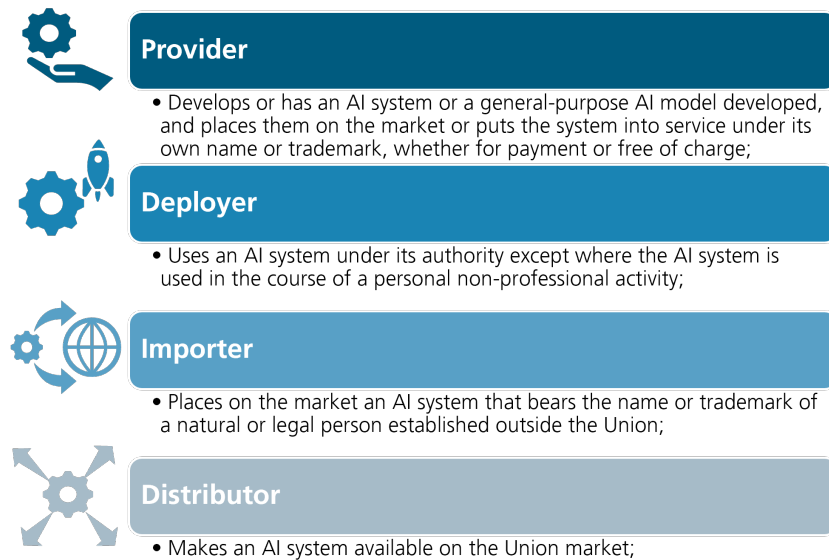 Provider
• Develops or has an AI system or a general-purpose AI model developed,
and places them on the market or puts the system into service under its
own name or trademark, whether for payment or free of charge;
Deployer
• Uses an AI system under its authority except where the AI system is
used in the course of a personal non-professional activity;
Importer
• Places on the market an AI system that bears the name or trademark of
a natural or legal person established outside the Union;
Distributor
• Makes an AI system available on the Union market;